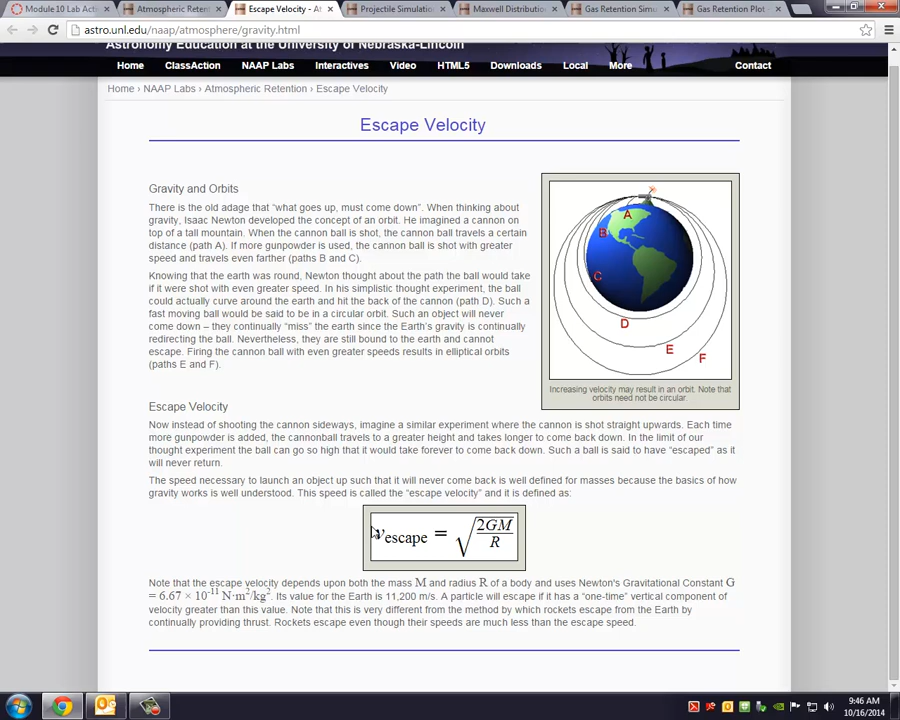 Module 10 Lab Activ
Atmospheric Retent
Escape Velocity - At
Projectile Simulation
Maxwell Distribution
Gas Retention Simu
Gas Retention Plot
astro.unl.edu/naap/atmosphere/gravity.html
Astronomy Education at the University of Nebraska-Lincoln
Home ClassAction NAAP Labs Interactives Video HTML5 Downloads Local More Contact
Home › NAAP Labs › Atmospheric Retention › Escape Velocity
Escape Velocity
Gravity and Orbits
There is the old adage that “what goes up, must come down”. When thinking about
gravity, Isaac Newton developed the concept of an orbit. He imagined a cannon on
top of a tall mountain. When the cannon ball is shot, the cannon ball travels a certain
distance (path A). If more gunpowder is used, the cannon ball is shot with greater
speed and travels even farther (paths B and C).
Knowing that the earth was round, Newton thought about the path the ball would take
if it were shot with even greater speed. In his simplistic thought experiment, the ball
could actually curve around the earth and hit the back of the cannon (path D). Such a
fast moving ball would be said to be in a circular orbit. Such an object will never
come down – they continually “miss” the earth since the Earth's gravity is continually
redirecting the ball. Nevertheless, they are still bound to the earth and cannot
escape. Firing the cannon ball with even greater speeds results in elliptical orbits
(paths E and F).
A
B
C
D
E
F
Increasing velocity may result in an orbit. Note that
orbits need not be circular.
Escape Velocity
Now instead of shooting the cannon sideways, imagine a similar experiment where the cannon is shot straight upwards. Each time
more gunpowder is added, the cannonball travels to a greater height and takes longer to come back down. In the limit of our
thought experiment the ball can go so high that it would take forever to come back down. Such a ball is said to have “escaped” as it
will never return.
The speed necessary to launch an object up such that it will never come back is well defined for masses because the basics of how
gravity works is well understood. This speed is called the “escape velocity” and it is defined as:
v_escape = √(2GM/R)
Note that the escape velocity depends upon both the mass M and radius R of a body and uses Newton's Gravitational Constant G
= 6.67 × 10⁻¹¹ N·m²/kg². Its value for the Earth is 11,200 m/s. A particle will escape if it has a “one-time” vertical component of
velocity greater than this value. Note that this is very different from the method by which rockets escape from the Earth by
continually providing thrust. Rockets escape even though their speeds are much less than the escape speed.
9:46 AM
10/16/2014